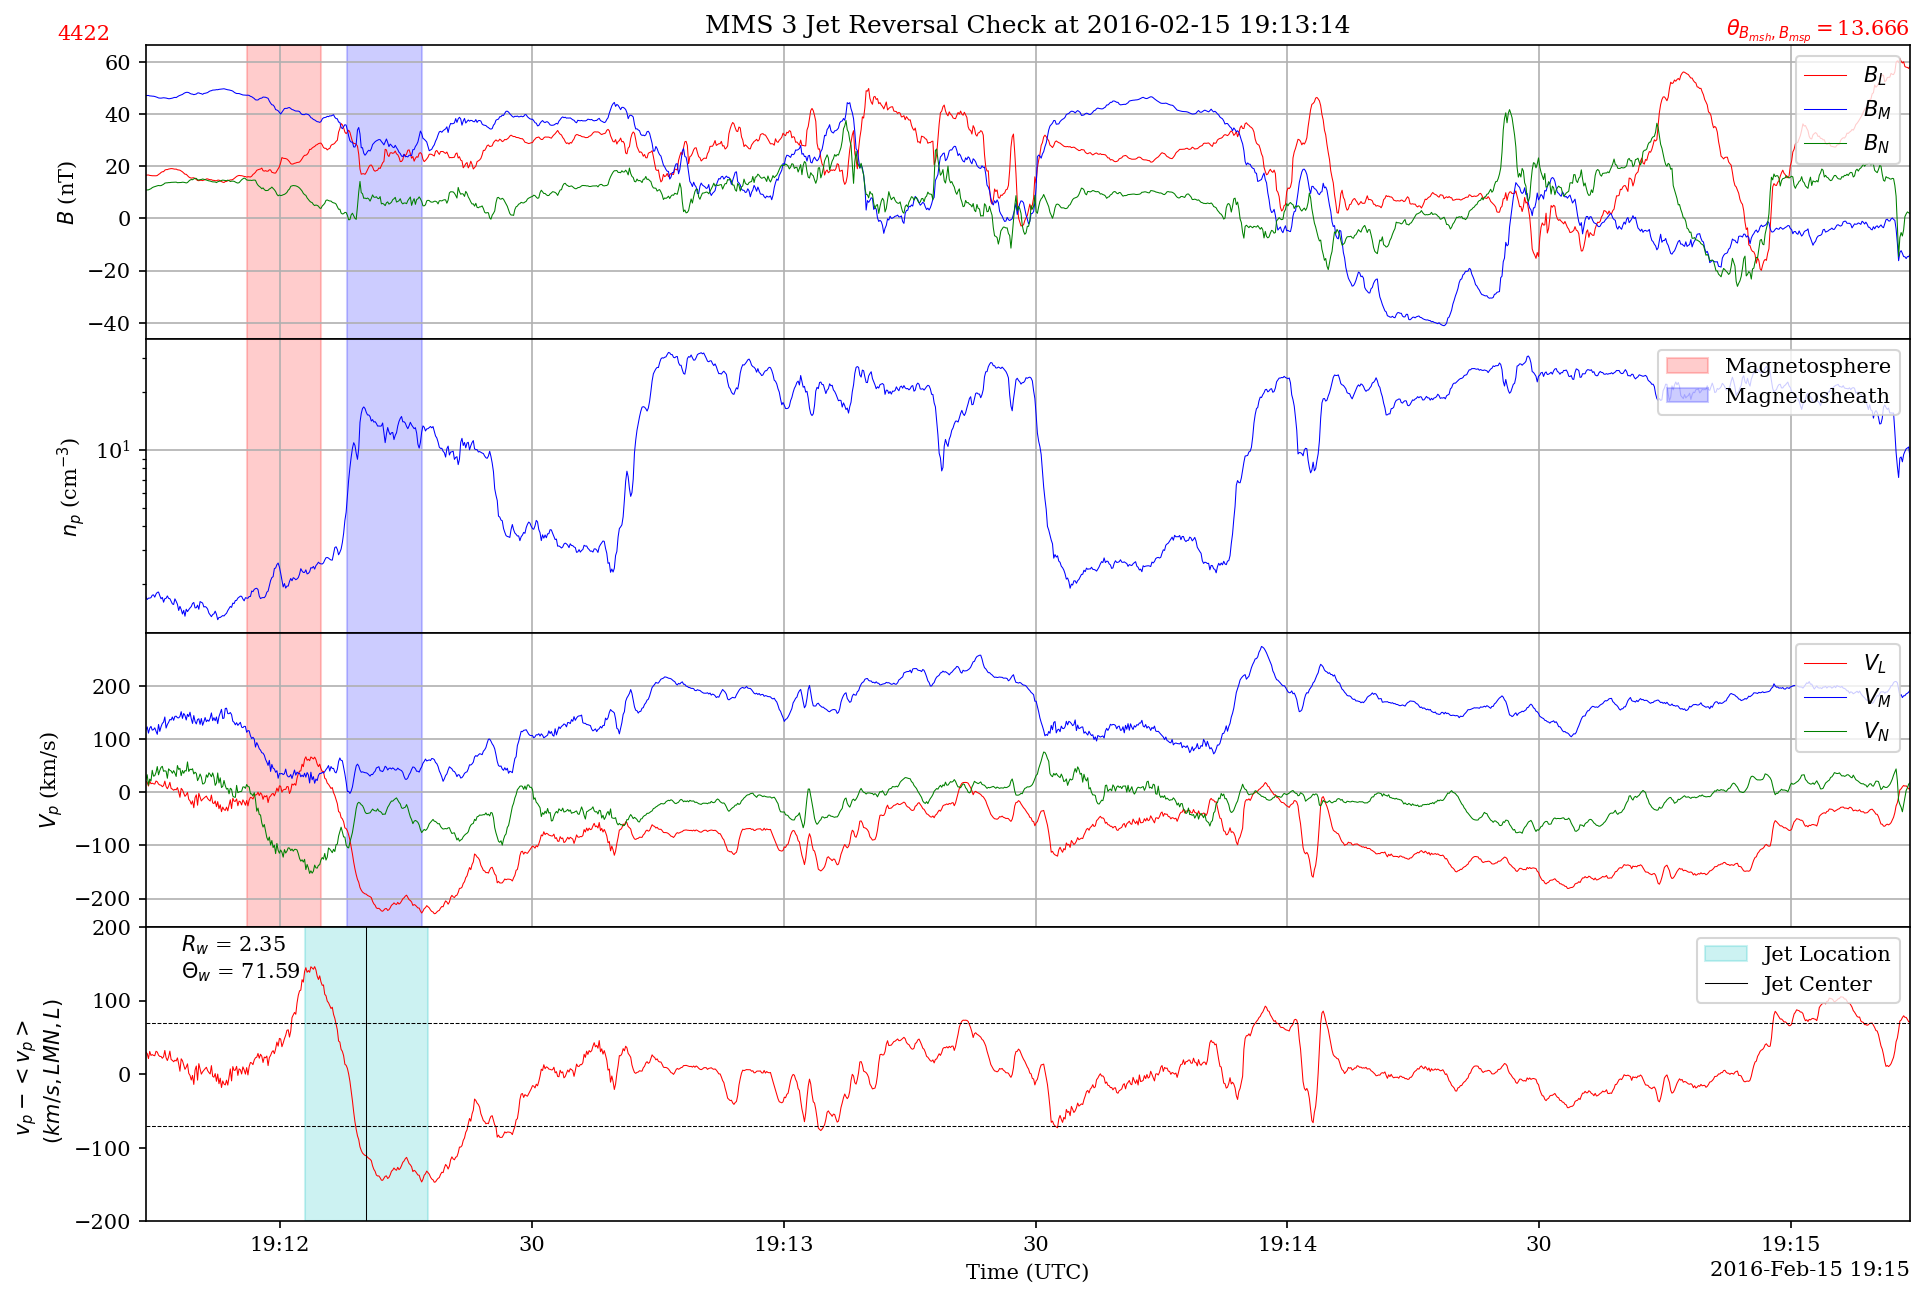 MMS 3 Jet Reversal Check at 2016-02-15 19:13:14
4422
θ_{B_{msh}, B_{msp}} = 13.666
60
40
20
0
−20
−40
B (nT)
B_L
B_M
B_N
10^1
n_p (cm^{−3})
Magnetosphere
Magnetosheath
200
100
0
−100
−200
V_p (km/s)
V_L
V_M
V_N
200
100
0
−100
−200
v_p − < v_p >
(km/s, LMN, L)
R_w = 2.35
Θ_w = 71.59
Jet Location
Jet Center
19:12 30 19:13 30 19:14 30 19:15
Time (UTC)
2016-Feb-15 19:15